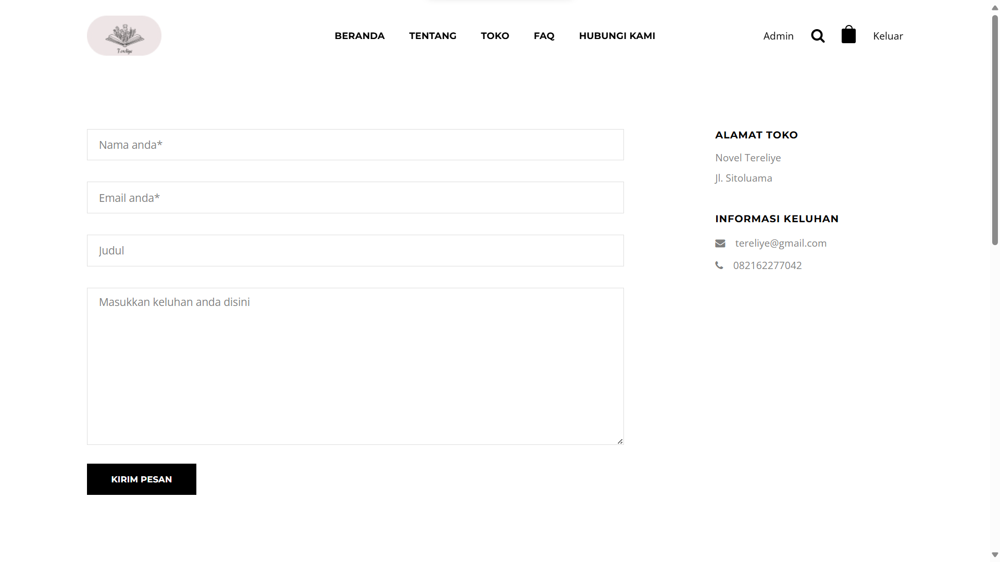 Tereliye
BERANDA TENTANG TOKO FAQ HUBUNGI KAMI
Admin
Keluar
Nama anda*
Email anda*
Judul
Masukkan keluhan anda disini
KIRIM PESAN
ALAMAT TOKO
Novel Tereliye
Jl. Sitoluama
INFORMASI KELUHAN
tereliye@gmail.com
082162277042